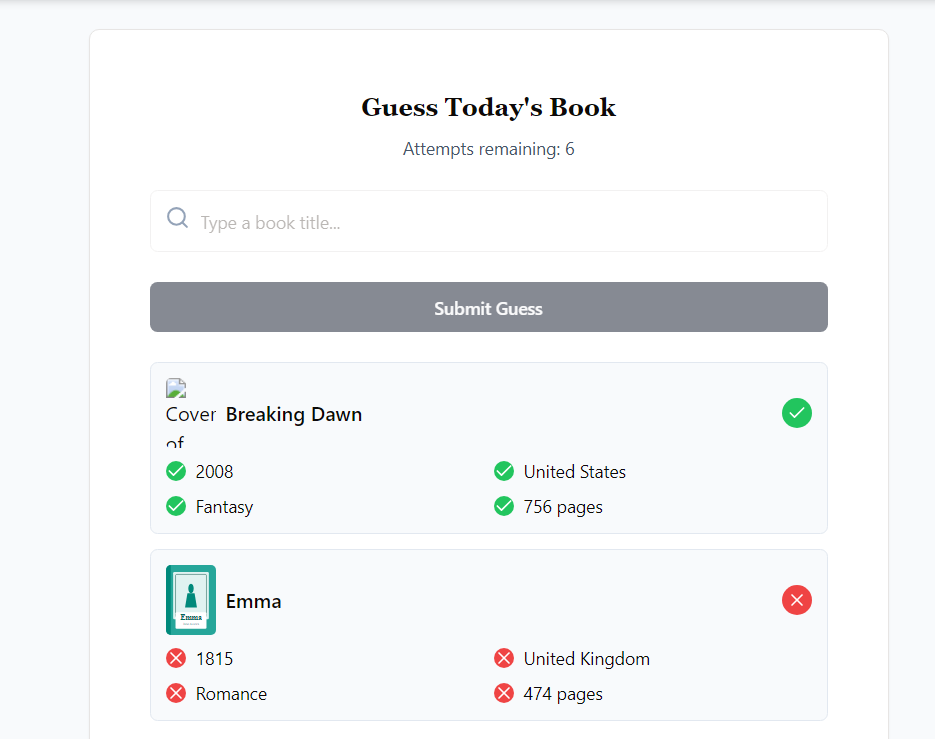 Guess Today's Book
Attempts remaining: 6
Type a book title...
Submit Guess
Cover
of
Breaking Dawn
2008
United States
Fantasy
756 pages
Emma
Emma
1815
United Kingdom
Romance
474 pages